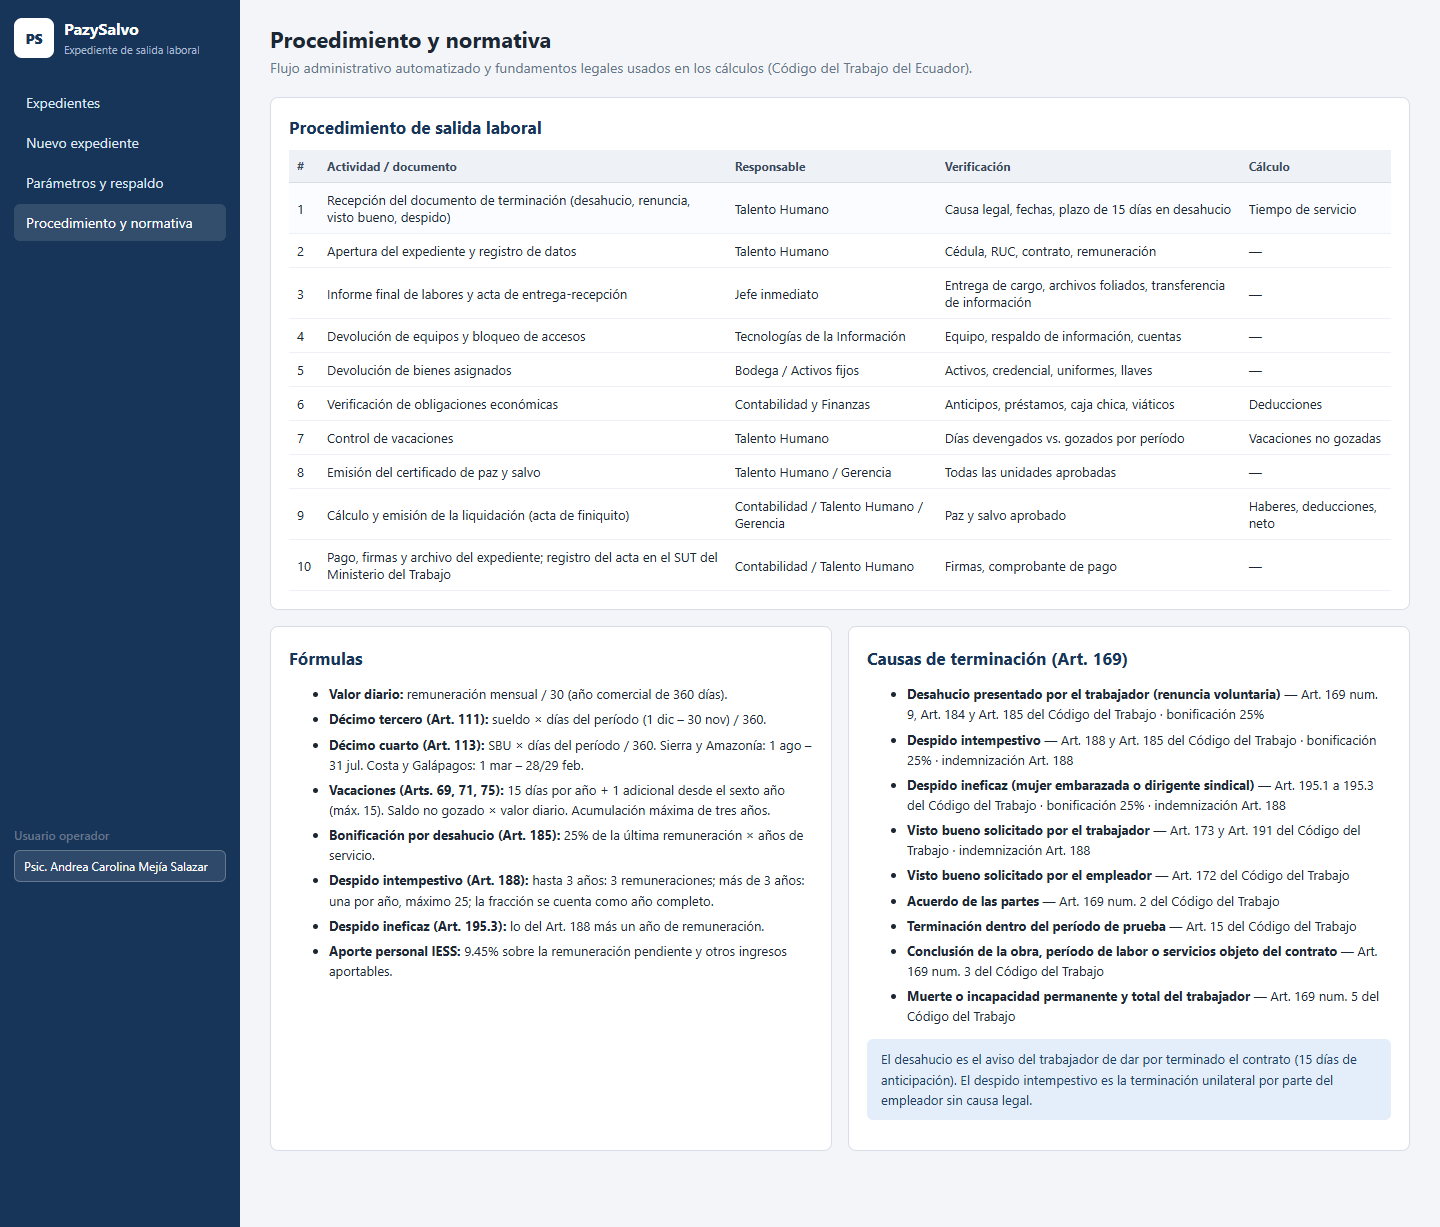 PS
PazySalvo
Expediente de salida laboral
Expedientes
Nuevo expediente
Parámetros y respaldo
Procedimiento y normativa
Usuario operador
Psic. Andrea Carolina Mejía Salazar
Procedimiento y normativa
Flujo administrativo automatizado y fundamentos legales usados en los cálculos (Código del Trabajo del Ecuador).
Procedimiento de salida laboral
# Actividad / documento Responsable Verificación Cálculo
1 Recepción del documento de terminación (desahucio, renuncia, visto bueno, despido) Talento Humano Causa legal, fechas, plazo de 15 días en desahucio Tiempo de servicio
2 Apertura del expediente y registro de datos Talento Humano Cédula, RUC, contrato, remuneración —
3 Informe final de labores y acta de entrega-recepción Jefe inmediato Entrega de cargo, archivos foliados, transferencia de información —
4 Devolución de equipos y bloqueo de accesos Tecnologías de la Información Equipo, respaldo de información, cuentas —
5 Devolución de bienes asignados Bodega / Activos fijos Activos, credencial, uniformes, llaves —
6 Verificación de obligaciones económicas Contabilidad y Finanzas Anticipos, préstamos, caja chica, viáticos Deducciones
7 Control de vacaciones Talento Humano Días devengados vs. gozados por período Vacaciones no gozadas
8 Emisión del certificado de paz y salvo Talento Humano / Gerencia Todas las unidades aprobadas —
9 Cálculo y emisión de la liquidación (acta de finiquito) Contabilidad / Talento Humano / Gerencia Paz y salvo aprobado Haberes, deducciones, neto
10 Pago, firmas y archivo del expediente; registro del acta en el SUT del Ministerio del Trabajo Contabilidad / Talento Humano Firmas, comprobante de pago —
Fórmulas
• Valor diario: remuneración mensual / 30 (año comercial de 360 días).
• Décimo tercero (Art. 111): sueldo × días del período (1 dic – 30 nov) / 360.
• Décimo cuarto (Art. 113): SBU × días del período / 360. Sierra y Amazonía: 1 ago –
31 jul. Costa y Galápagos: 1 mar – 28/29 feb.
• Vacaciones (Arts. 69, 71, 75): 15 días por año + 1 adicional desde el sexto año
(máx. 15). Saldo no gozado × valor diario. Acumulación máxima de tres años.
• Bonificación por desahucio (Art. 185): 25% de la última remuneración × años de
servicio.
• Despido intempestivo (Art. 188): hasta 3 años: 3 remuneraciones; más de 3 años:
una por año, máximo 25; la fracción se cuenta como año completo.
• Despido ineficaz (Art. 195.3): lo del Art. 188 más un año de remuneración.
• Aporte personal IESS: 9.45% sobre la remuneración pendiente y otros ingresos
aportables.
Causas de terminación (Art. 169)
• Desahucio presentado por el trabajador (renuncia voluntaria) — Art. 169 num.
9, Art. 184 y Art. 185 del Código del Trabajo · bonificación 25%
• Despido intempestivo — Art. 188 y Art. 185 del Código del Trabajo · bonificación
25% · indemnización Art. 188
• Despido ineficaz (mujer embarazada o dirigente sindical) — Art. 195.1 a 195.3
del Código del Trabajo · bonificación 25% · indemnización Art. 188
• Visto bueno solicitado por el trabajador — Art. 173 y Art. 191 del Código del
Trabajo · indemnización Art. 188
• Visto bueno solicitado por el empleador — Art. 172 del Código del Trabajo
• Acuerdo de las partes — Art. 169 num. 2 del Código del Trabajo
• Terminación dentro del período de prueba — Art. 15 del Código del Trabajo
• Conclusión de la obra, período de labor o servicios objeto del contrato — Art.
169 num. 3 del Código del Trabajo
• Muerte o incapacidad permanente y total del trabajador — Art. 169 num. 5 del
Código del Trabajo
El desahucio es el aviso del trabajador de dar por terminado el contrato (15 días de
anticipación). El despido intempestivo es la terminación unilateral por parte del
empleador sin causa legal.